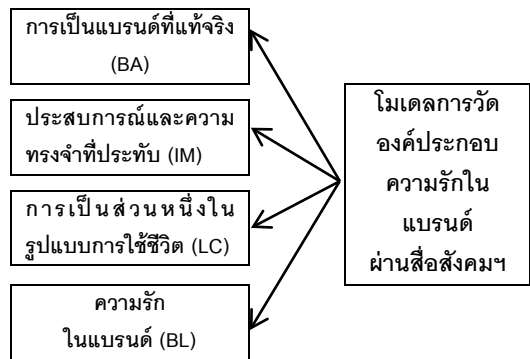 การเป็นแบรนด์ที่แท้จริง
(BA)
ประสบการณ์และความ
ทรงจำที่ประทับ (IM)
การเป็นส่วนหนึ่งใน
รูปแบบการใช้ชีวิต (LC)
ความรัก
ในแบรนด์ (BL)
โมเดลการวัด
องค์ประกอบ
ความรักใน
แบรนด์
ผ่านสื่อสังคมฯ